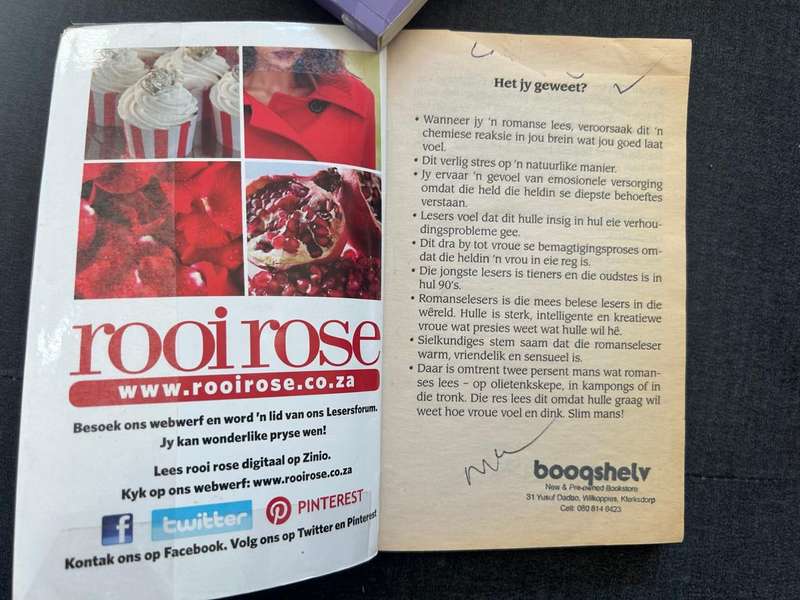 rooi rose
www.rooirose.co.za
Besoek ons webwerf en word 'n lid van ons Lesersforum.
Jy kan wonderlike pryse wen!
Lees rooi rose digitaal op Zinio.
Kyk op ons webwerf: www.rooirose.co.za
f twitter PINTEREST
Kontak ons op Facebook. Volg ons op Twitter en Pinterest
Het jy geweet?
• Wanneer jy 'n romanse lees, veroorsaak dit 'n
chemiese reaksie in jou brein wat jou goed laat
voel.
• Dit verlig stres op 'n natuurlike manier.
• Jy ervaar 'n gevoel van emosionele versorging
omdat die held die heldin se diepste behoeftes
verstaan.
• Lesers voel dat dit hulle insig in hul eie verhou-
dingsprobleme gee.
• Dit dra by tot vroue se bemagtigingsproses om-
dat die heldin 'n vrou in eie reg is.
• Die jongste lesers is tieners en die oudstes is in
hul 90's.
• Romanselesers is die mees belese lesers in die
wêreld. Hulle is sterk, intelligente en kreatiewe
vroue wat presies weet wat hulle wil hê.
• Sielkundiges stem saam dat die romanseleser
warm, vriendelik en sensueel is.
• Daar is omtrent twee persent mans wat roman-
ses lees – op olietenkskepe, in kampongs of in
die tronk. Die res lees dit omdat hulle graag wil
weet hoe vroue voel en dink. Slim mans!
booqshelv
New & Pre-owned Bookstore
31 Yusuf Dadoo, Wilkoppies, Klerksdorp
Cell: